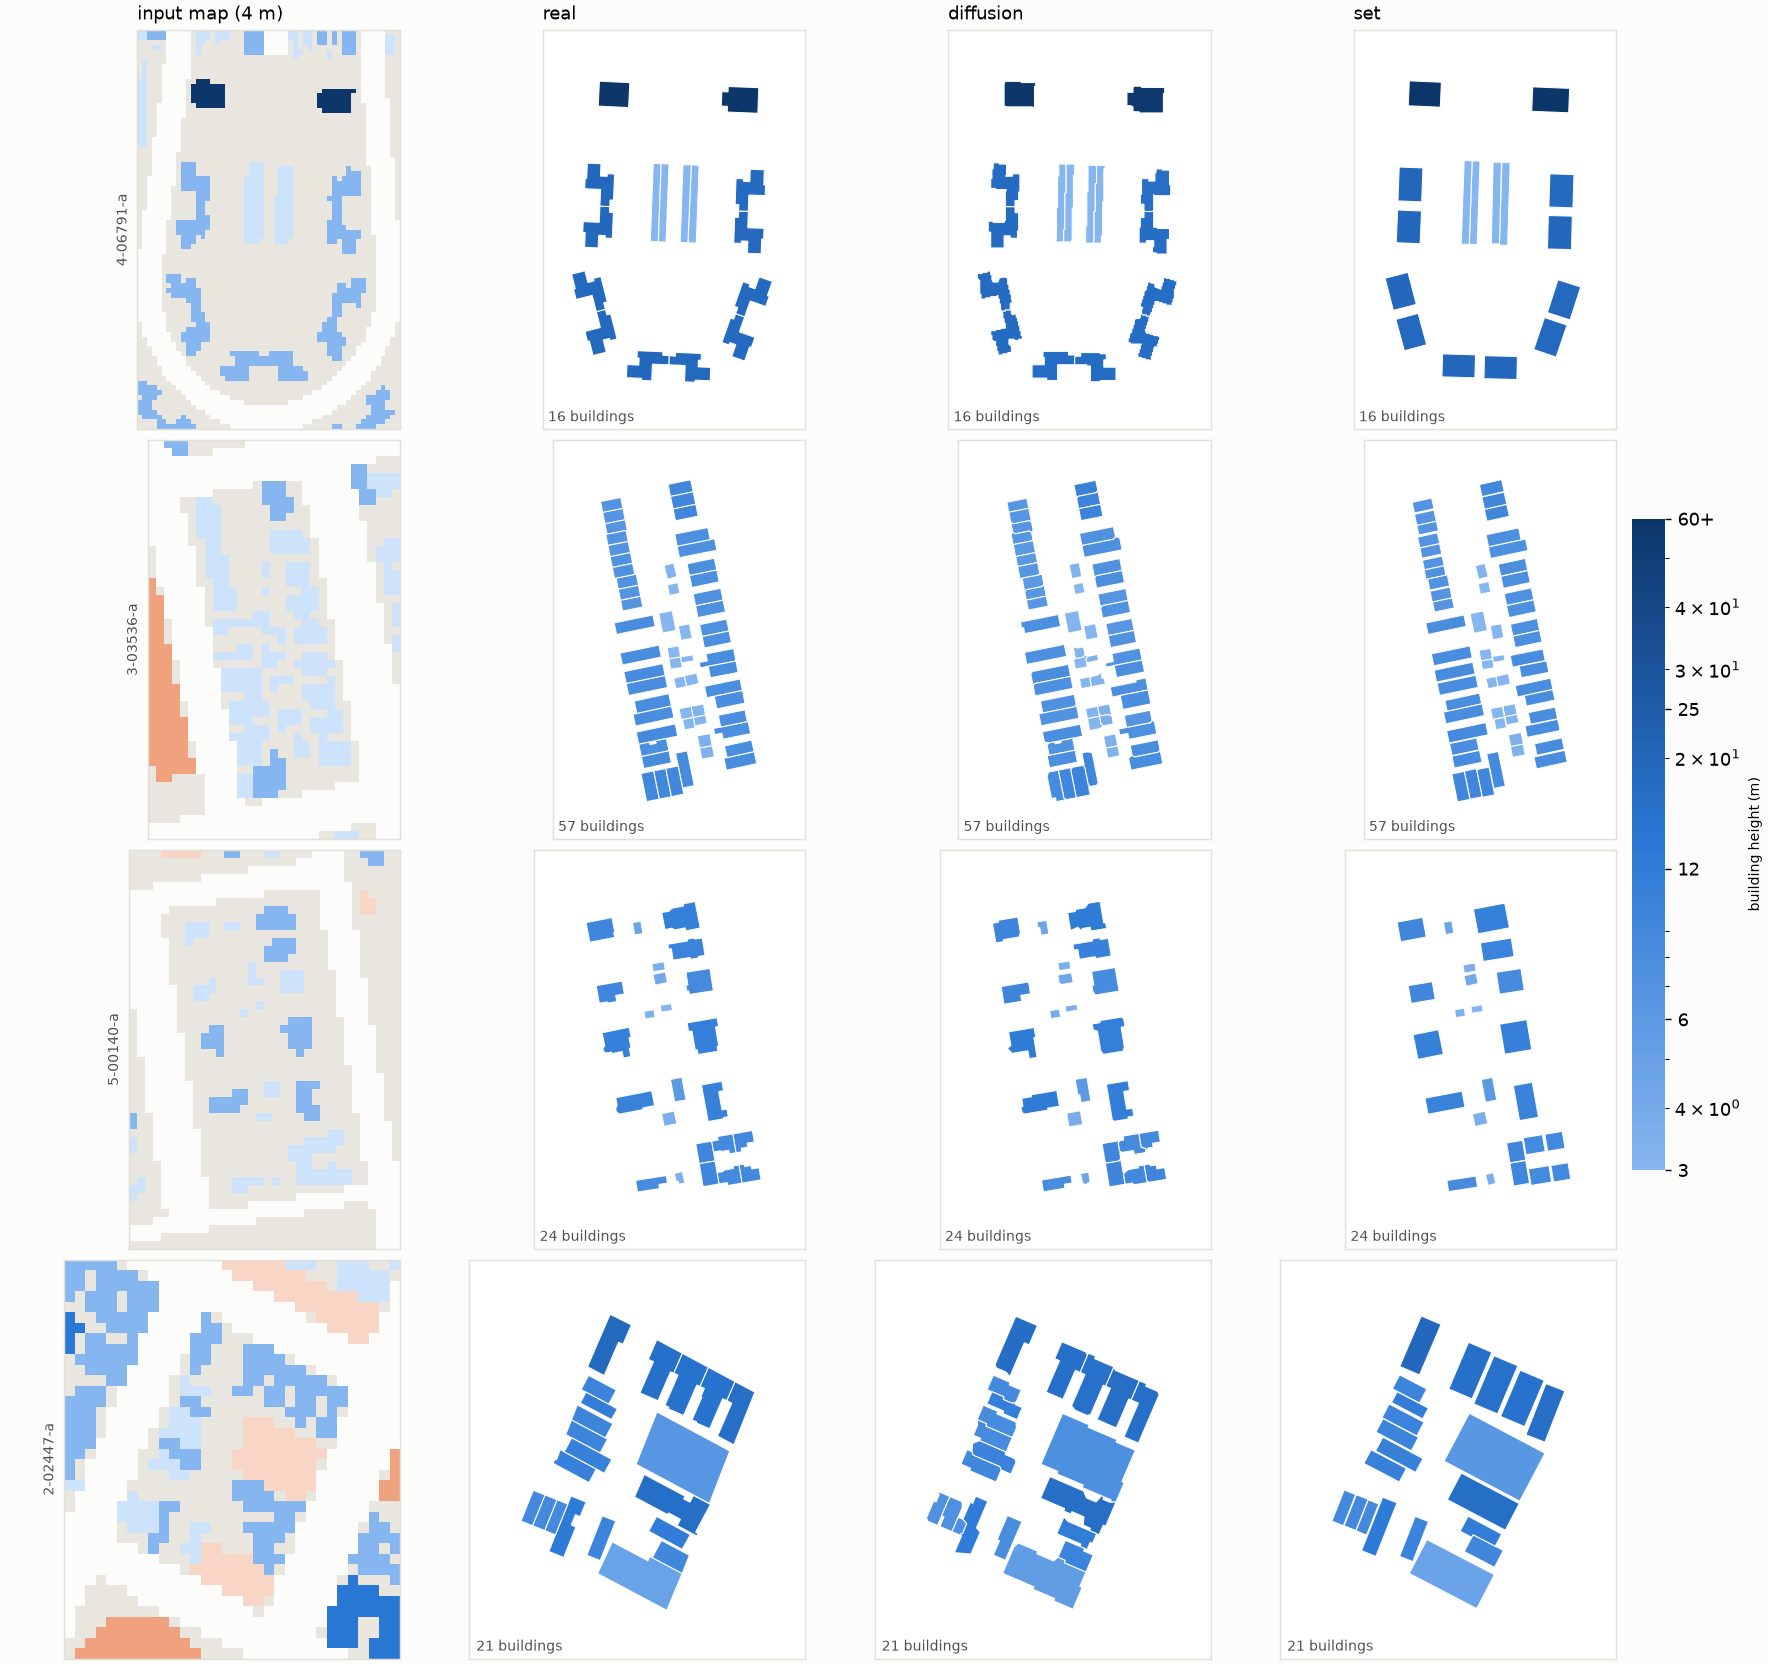 input map (4 m)
real
diffusion
set
4-06791-a
16 buildings
16 buildings
16 buildings
3-03536-a
57 buildings
57 buildings
57 buildings
5-00140-a
24 buildings
24 buildings
24 buildings
2-02447-a
21 buildings
21 buildings
21 buildings
60+
4 × 10¹
3 × 10¹
25
2 × 10¹
12
6
4 × 10⁰
3
building height (m)